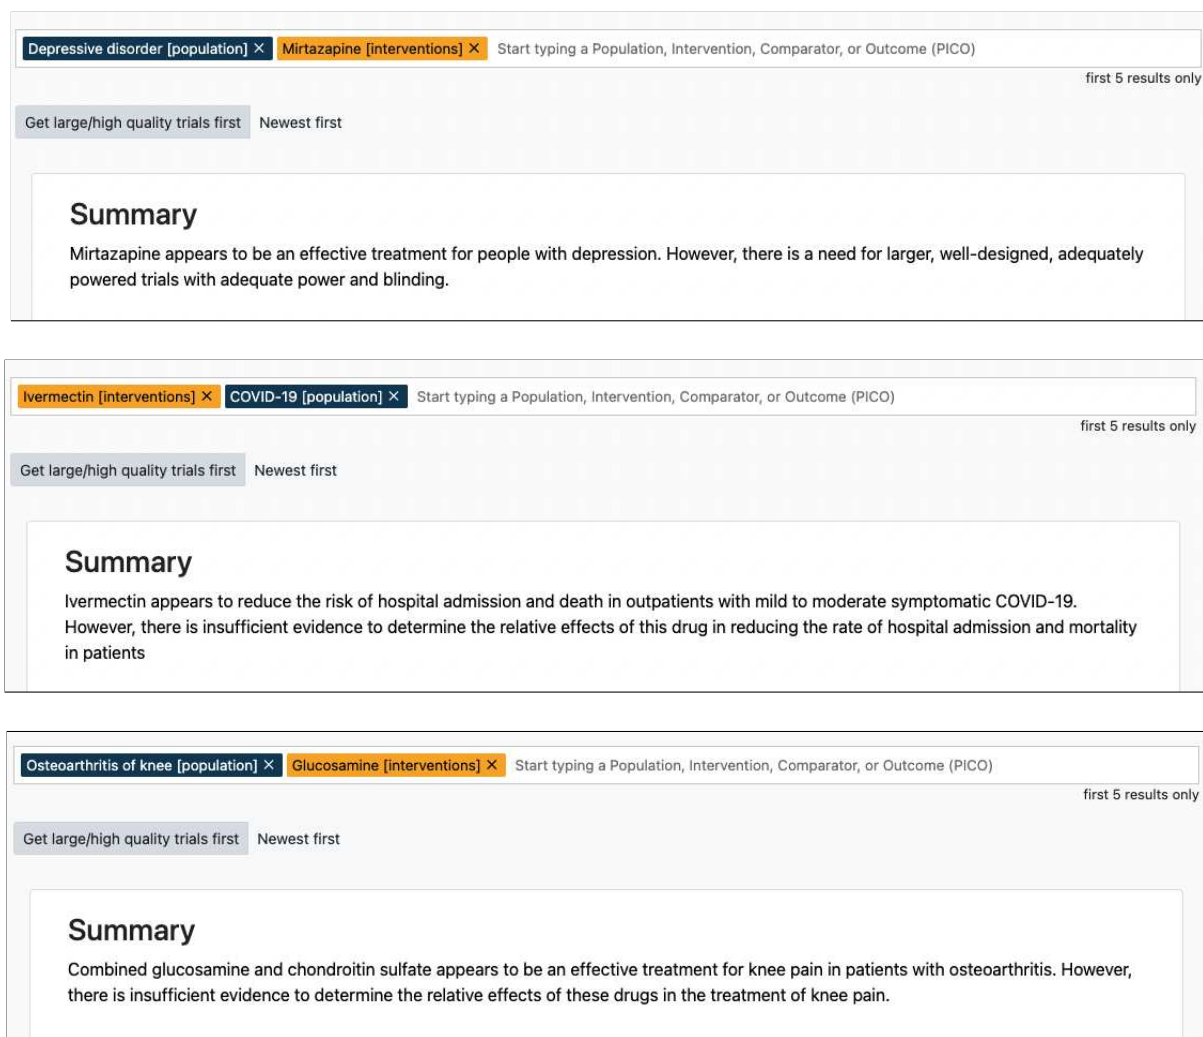 Depressive disorder [population] × Mirtazapine [interventions] × Start typing a Population, Intervention, Comparator, or Outcome (PICO)
first 5 results only
Get large/high quality trials first Newest first
Summary
Mirtazapine appears to be an effective treatment for people with depression. However, there is a need for larger, well-designed, adequately
powered trials with adequate power and blinding.
Ivermectin [interventions] × COVID-19 [population] × Start typing a Population, Intervention, Comparator, or Outcome (PICO)
first 5 results only
Get large/high quality trials first Newest first
Summary
Ivermectin appears to reduce the risk of hospital admission and death in outpatients with mild to moderate symptomatic COVID-19.
However, there is insufficient evidence to determine the relative effects of this drug in reducing the rate of hospital admission and mortality
in patients
Osteoarthritis of knee [population] × Glucosamine [interventions] × Start typing a Population, Intervention, Comparator, or Outcome (PICO)
first 5 results only
Get large/high quality trials first Newest first
Summary
Combined glucosamine and chondroitin sulfate appears to be an effective treatment for knee pain in patients with osteoarthritis. However,
there is insufficient evidence to determine the relative effects of these drugs in the treatment of knee pain.